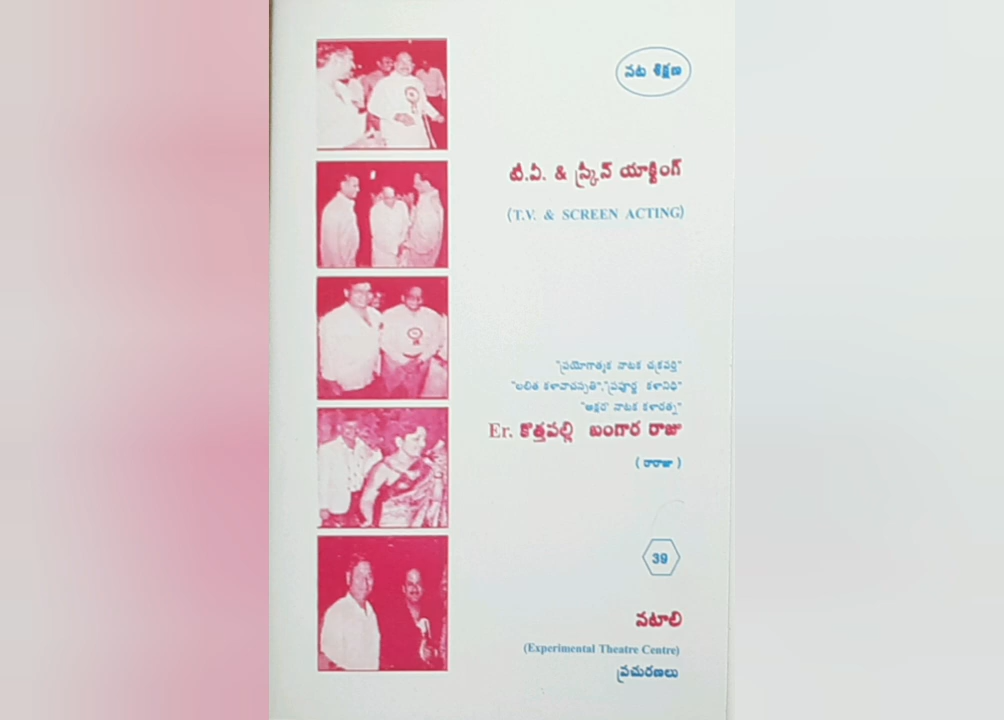 నట శిక్షణ
టి.వి. & స్క్రీన్ యాక్టింగ్
(T.V. & SCREEN ACTING)
"ప్రయోగాత్మక నాటక చక్రవర్తి"
"లలిత కళావాచస్పతి","ప్రపూర్ణ కళానిధి"
"అక్షర నాటక కళారత్న"
Er. కొత్తపల్లి బంగార రాజు
( రారాజు )
39
నటాలి
(Experimental Theatre Centre)
ప్రచురణలు